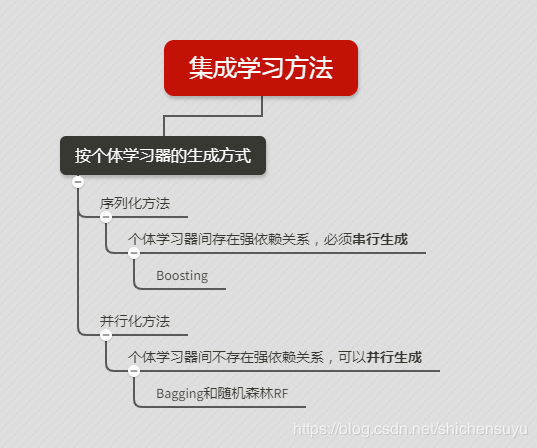 集成学习方法
按个体学习器的生成方式
序列化方法
个体学习器间存在强依赖关系，必须串行生成
Boosting
并行化方法
个体学习器间不存在强依赖关系，可以并行生成
Bagging和随机森林RF
https://blog.csdn.net/shichensuyu